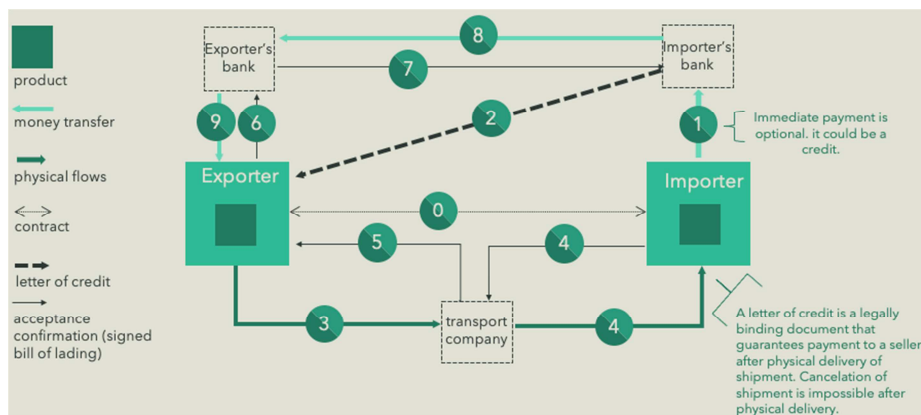 product
money transfer
physical flows
contract
letter of credit
acceptance
confirmation (signed
bill of lading)
Exporter's
bank
8
7
Importer's
bank
9
6
2
1
Immediate payment is
optional. it could be a
credit.
Exporter
Importer
0
5
4
3
transport
company
4
A letter of credit is a legally
binding document that
guarantees payment to a seller
after physical delivery of
shipment. Cancelation of
shipment is impossible after
physical delivery.